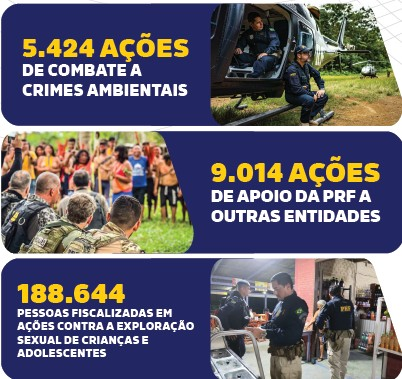 5.424 AÇÕES
DE COMBATE A
CRIMES AMBIENTAIS
9.014 AÇÕES
DE APOIO DA PRF A
OUTRAS ENTIDADES
188.644
PESSOAS FISCALIZADAS EM
AÇÕES CONTRA A EXPLORAÇÃO
SEXUAL DE CRIANÇAS E
ADOLESCENTES